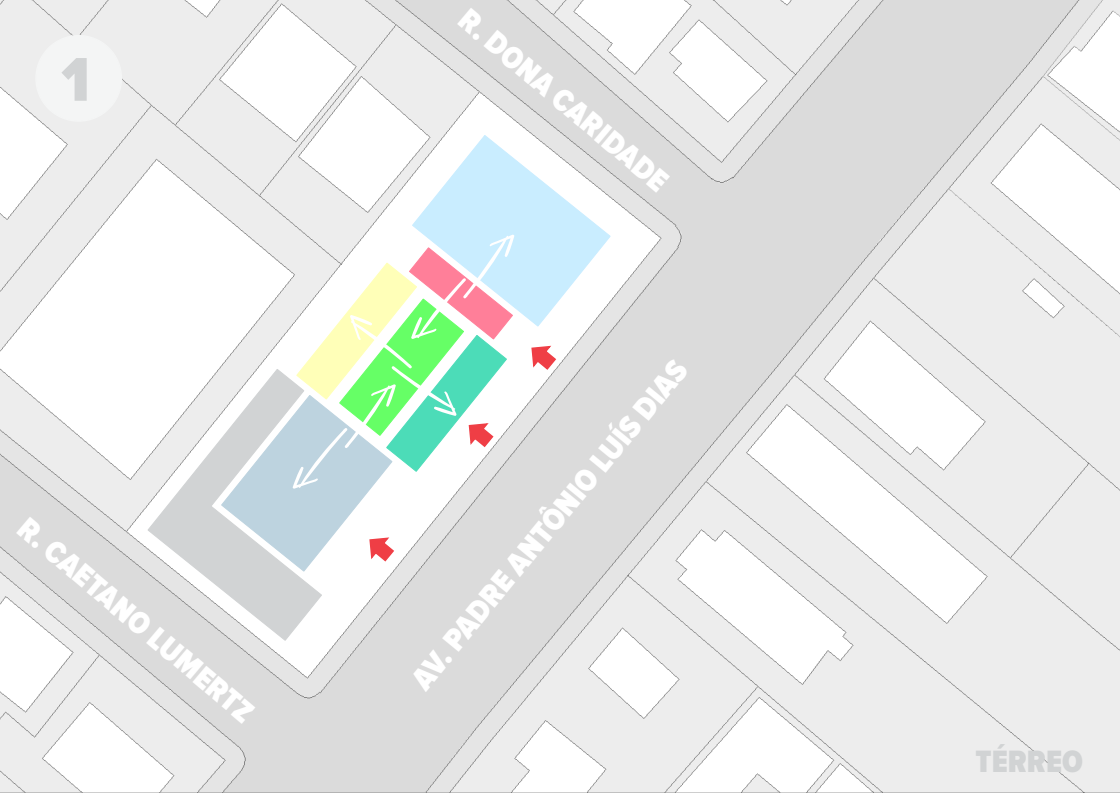 1
R. DONA CARIDADE
AV. PADRE ANTÔNIO LUÍS DIAS
R. CAETANO LUMERTZ
TÉRREO